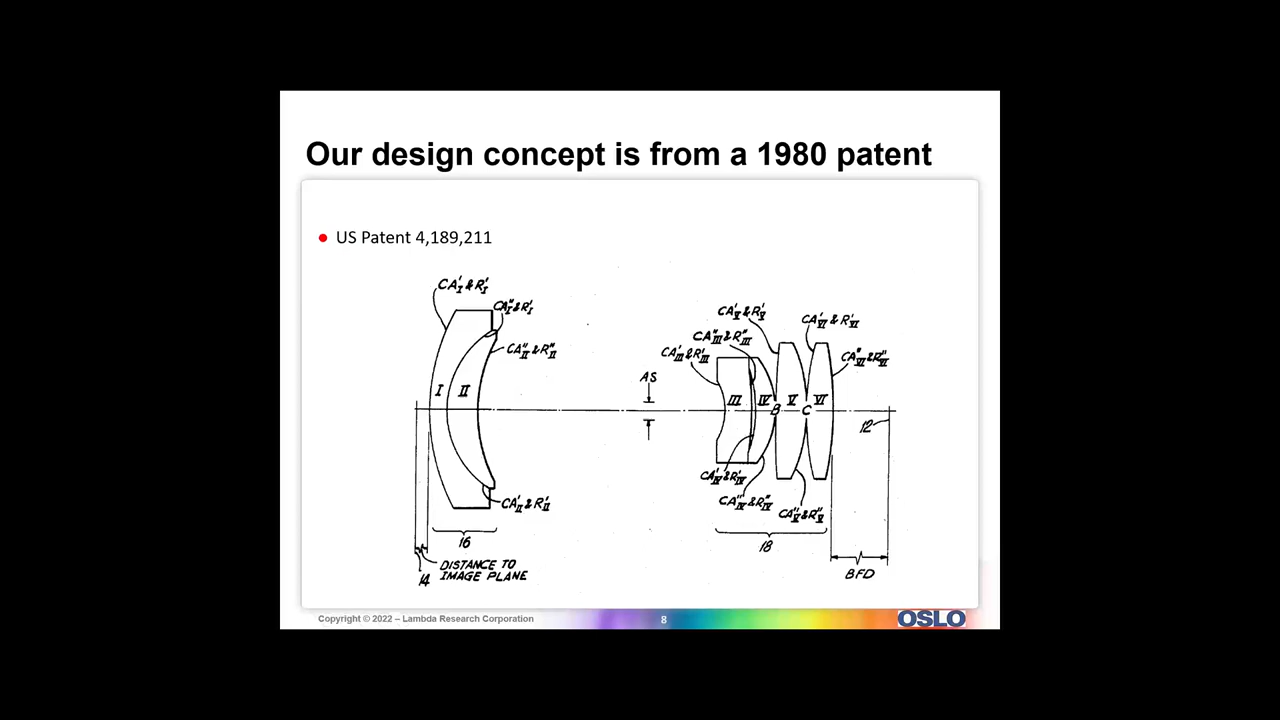 Our design concept is from a 1980 patent
US Patent 4,189,211
CA'I & R'I
CA"I & R'I
CA"II & R"II
CA'V & R'V
CA'VI & R'VI
CA"III & R"III
CA'III & R'III
CA"VI & R"VI
AS
I II
III IV V VI
B C
12
CA'IV & R'IV
CA"IV & R"IV
CA'II & R'II
CA"V & R"V
16
18
DISTANCE TO
IMAGE PLANE
14
BFD
Copyright © 2022 – Lambda Research Corporation
8
OSLO